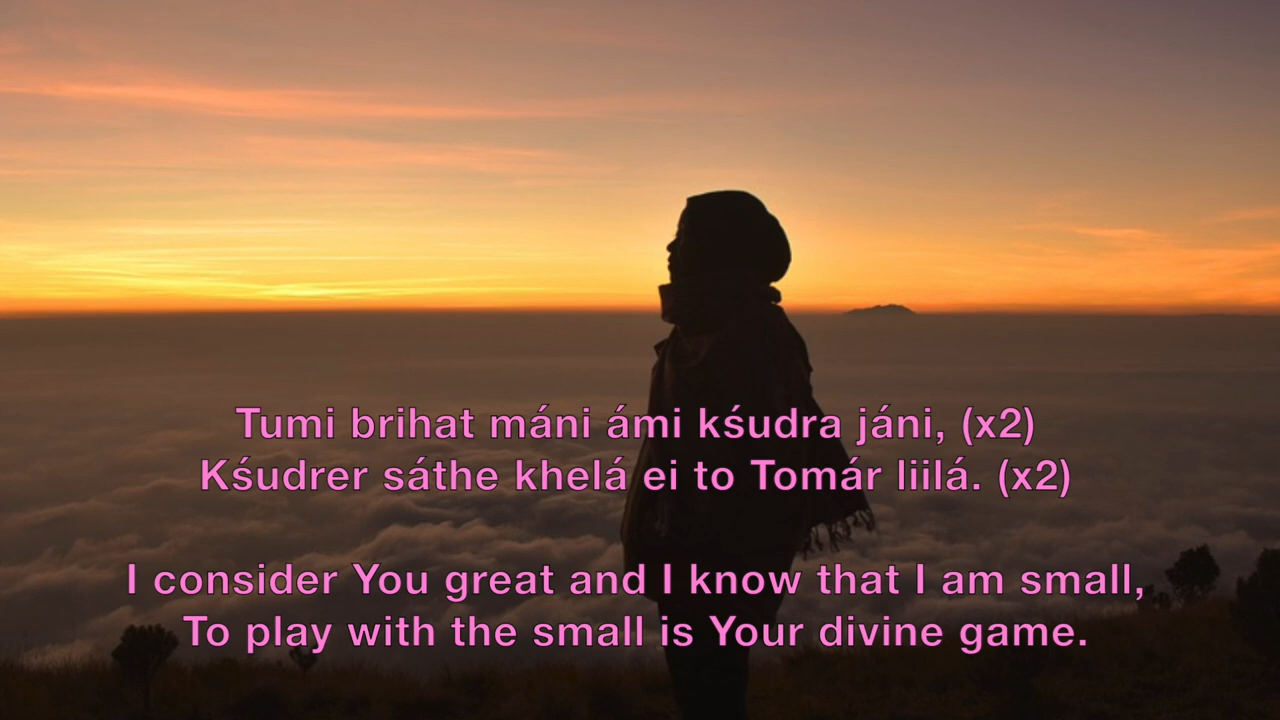 Tumi brihat máni ámi kśudra jáni, (x2)
Kśudrer sáthe khelá ei to Tomár liilá. (x2)
I consider You great and I know that I am small,
To play with the small is Your divine game.